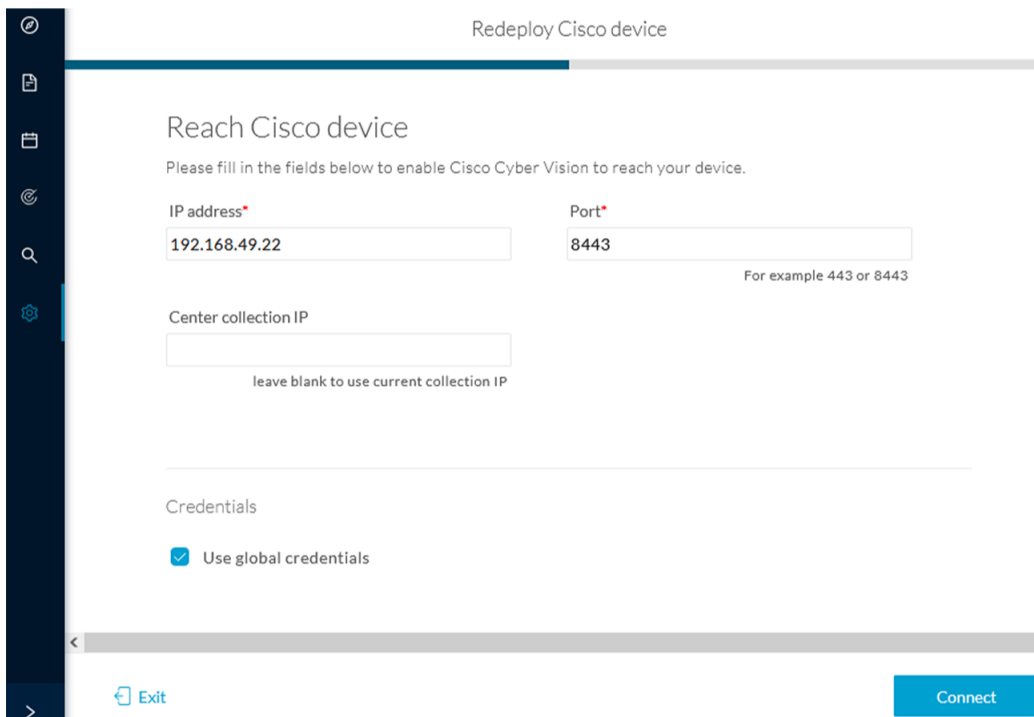 Redeploy Cisco device
Reach Cisco device
Please fill in the fields below to enable Cisco Cyber Vision to reach your device.
IP address* Port*
192.168.49.22 8443
For example 443 or 8443
Center collection IP
leave blank to use current collection IP
Credentials
Use global credentials
Exit Connect